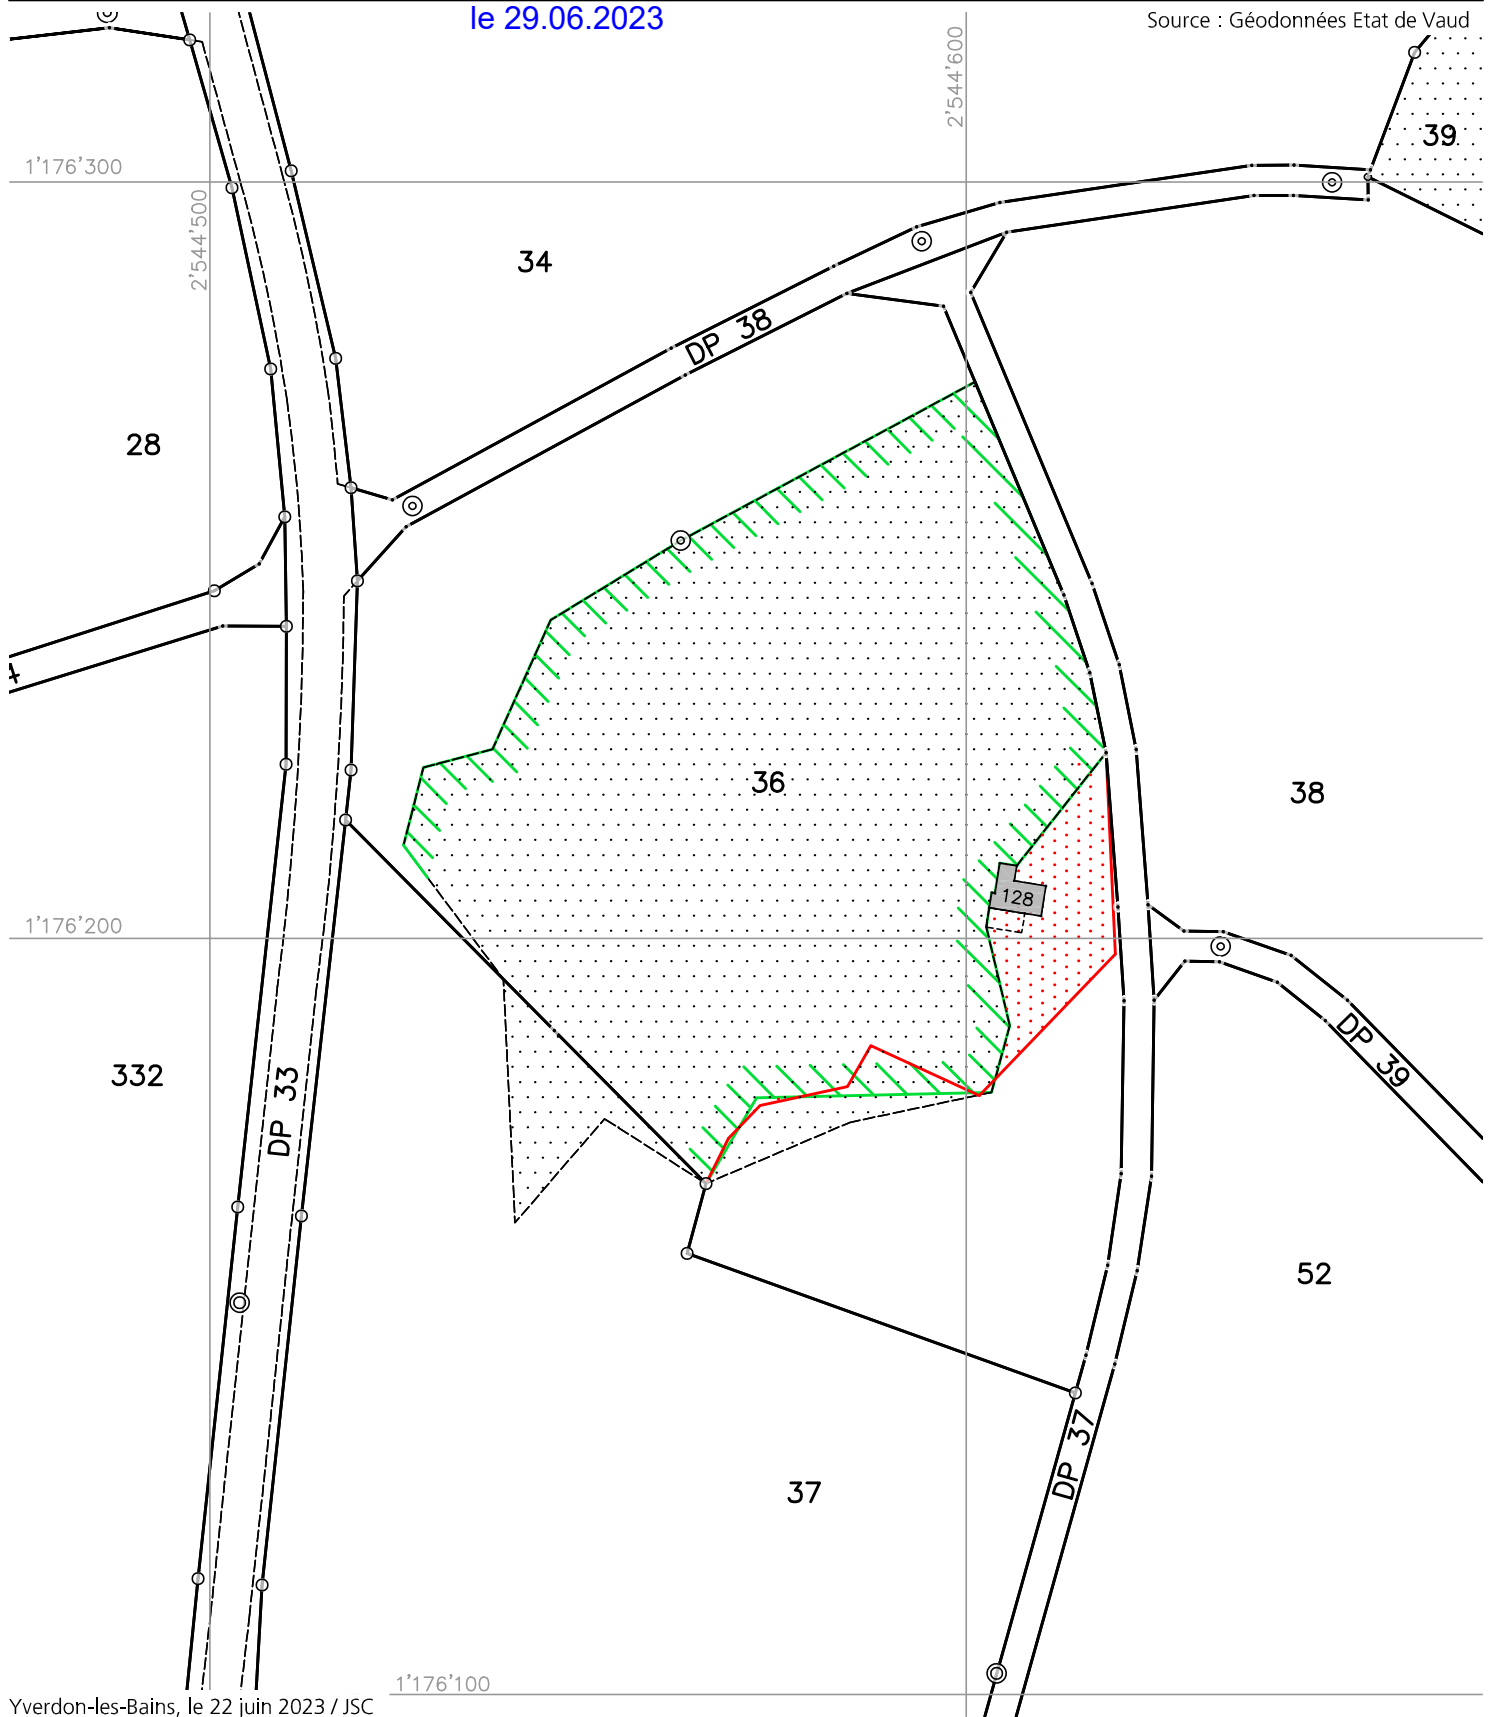 le 29.06.2023
Source : Géodonnées Etat de Vaud
2'544'600
39
1'176'300
2'544'500
34
DP 38
28
4
36
38
128
1'176'200
DP 39
332
DP 33
52
DP 37
37
1'176'100
Yverdon-les-Bains, le 22 juin 2023 / JSC